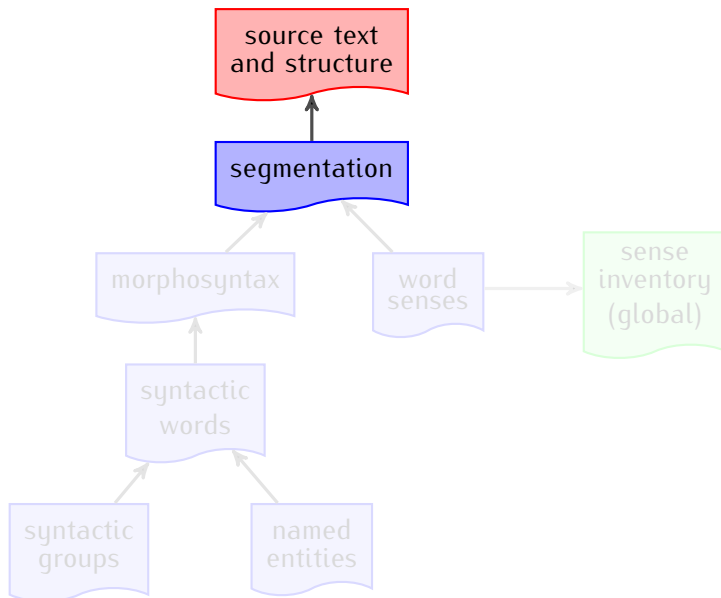 source text
and structure
segmentation
morphosyntax
word
senses
sense
inventory
(global)
syntactic
words
syntactic
groups
named
entities